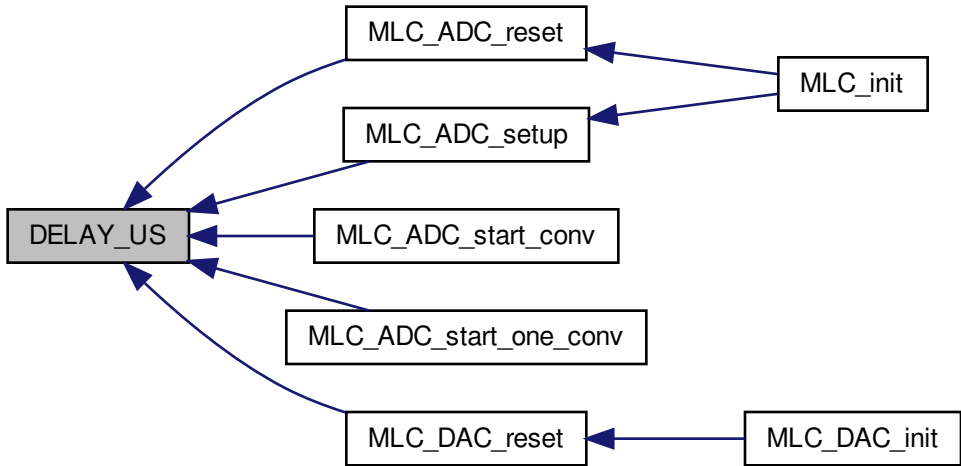 MLC_ADC_reset
MLC_init
MLC_ADC_setup
DELAY_US
MLC_ADC_start_conv
MLC_ADC_start_one_conv
MLC_DAC_reset
MLC_DAC_init